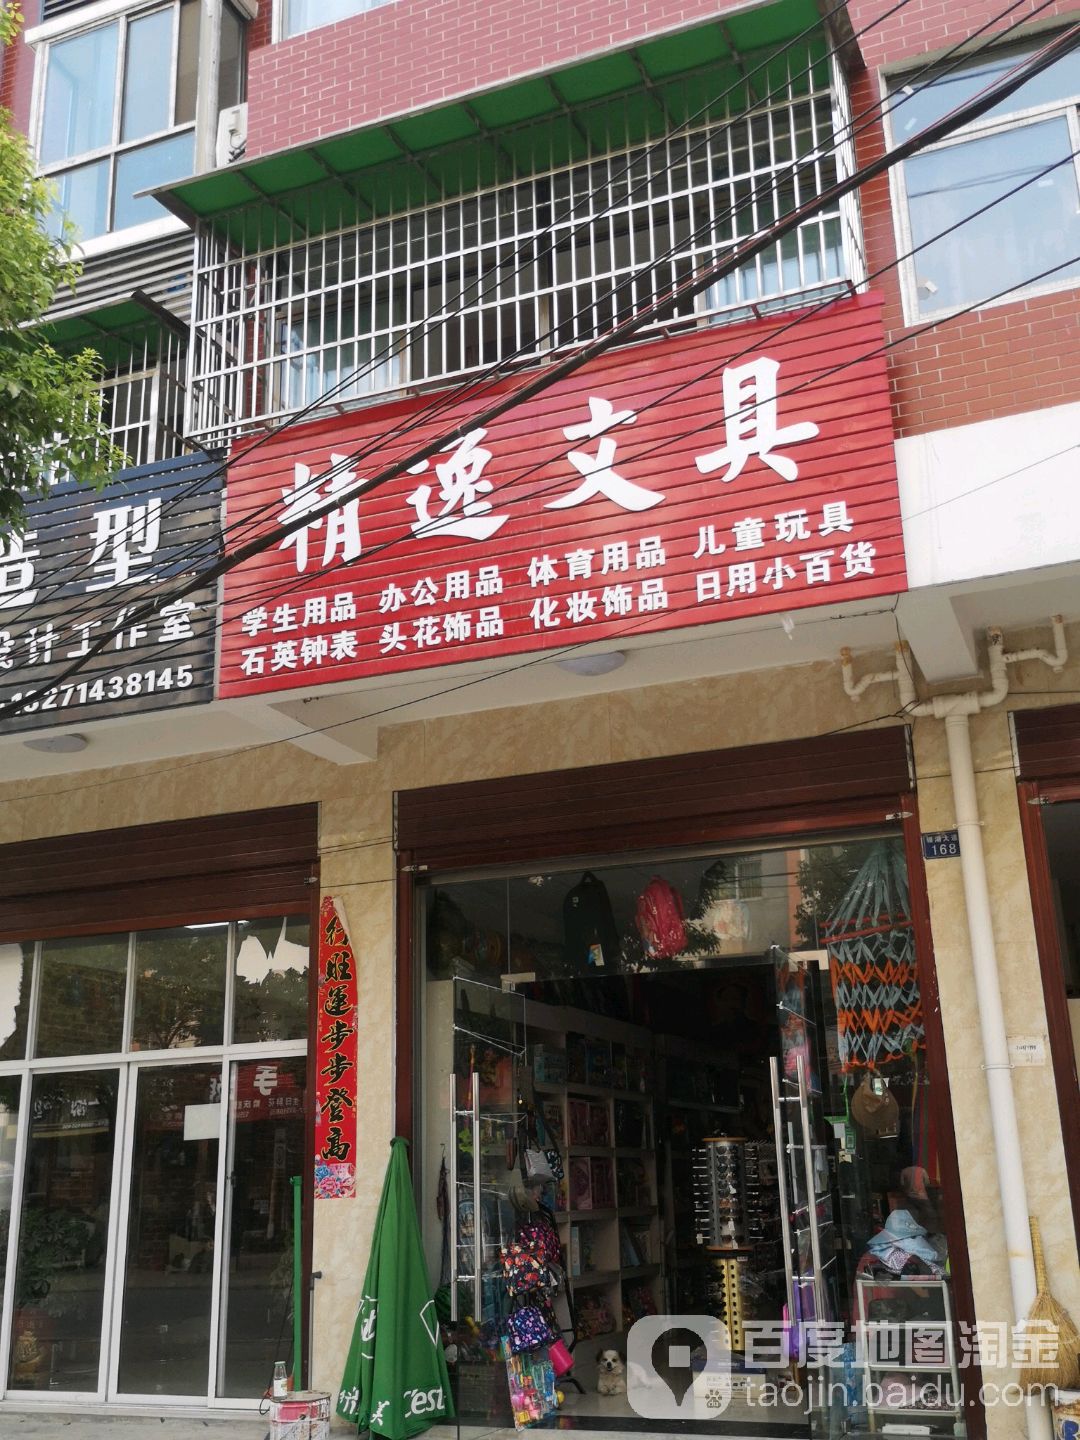 精逸文具
学生用品 办公用品 体育用品 儿童玩具
石英钟表 头花饰品 化妆饰品 日用小百货
造型
设计工作室
13271438145
168
行旺運步步登高
C'est
美
百度地图淘金
taojin.baidu.com